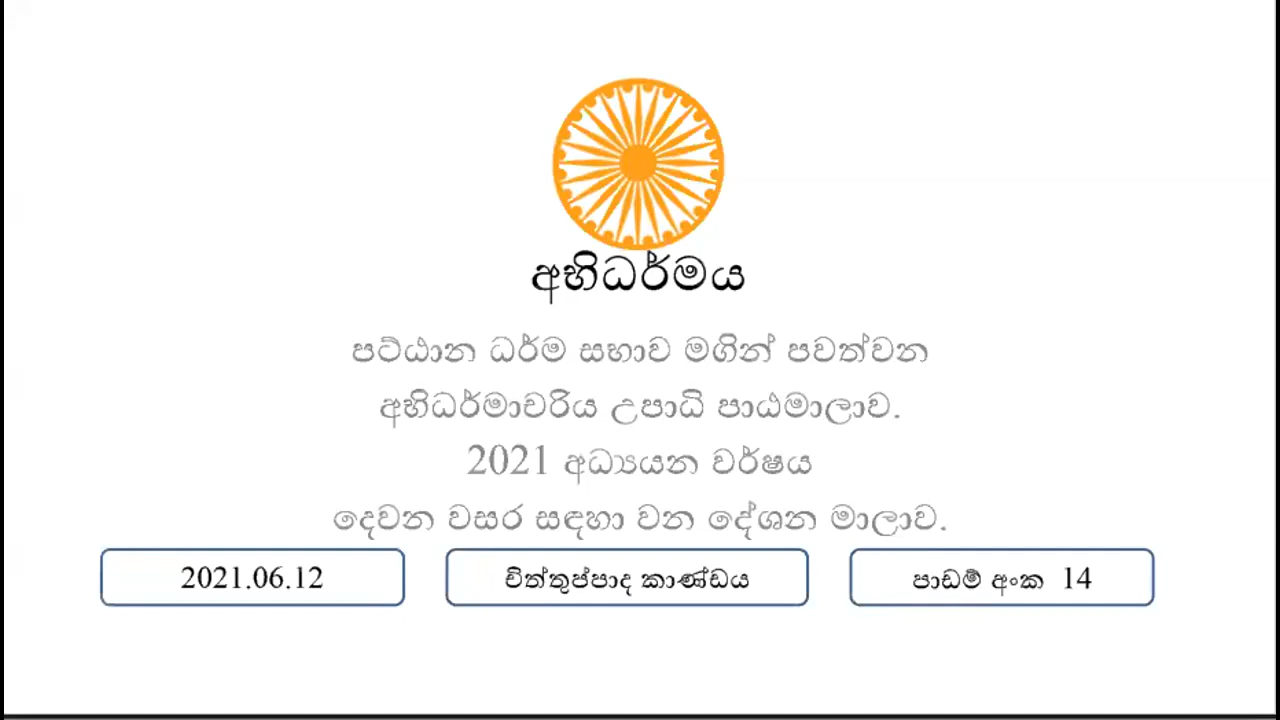 අභිධර්මය
පට්ඨාන ධර්ම සභාව මගින් පවත්වන
අභිධර්මාචරිය උපාධි පාඨමාලාව.
2021 අධ්‍යයන වර්ෂය
දෙවන වසර සඳහා වන දේශන මාලාව.
2021.06.12
චිත්තුප්පාද කාණ්ඩය
පාඩම් අංක 14